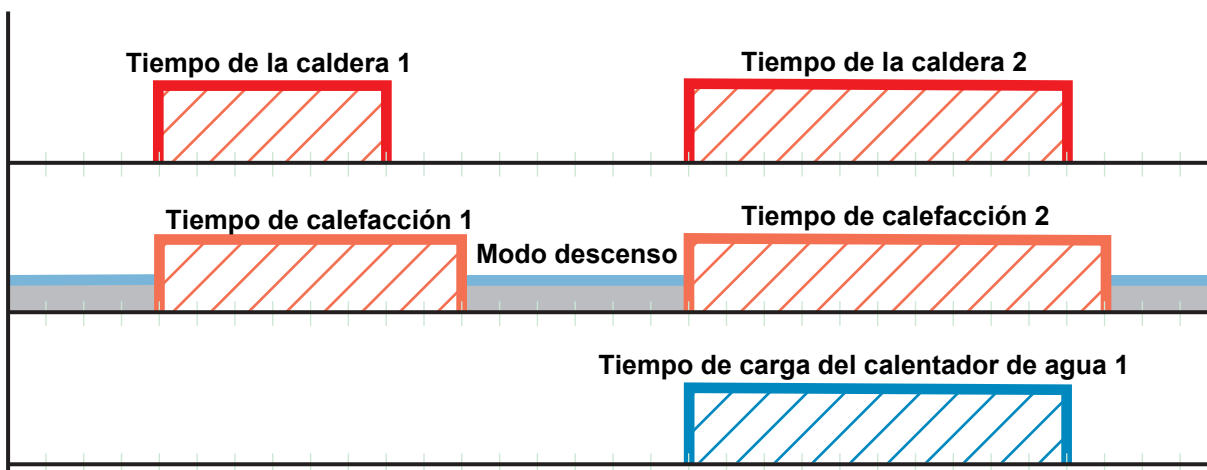 Tiempo de la caldera 1
Tiempo de la caldera 2
Tiempo de calefacción 1
Modo descenso
Tiempo de calefacción 2
Tiempo de carga del calentador de agua 1